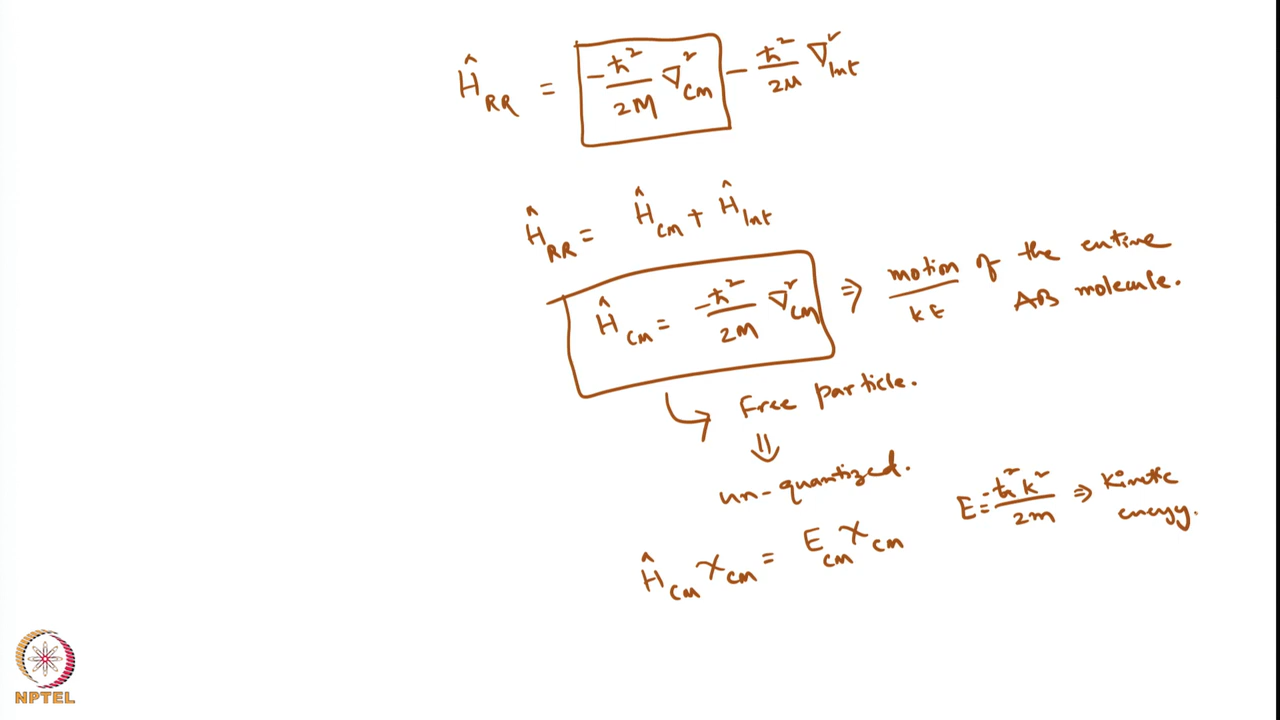 Ĥ_RR = -ħ²/2M ∇²_CM - ħ²/2μ ∇²_Int
Ĥ_RR = Ĥ_CM + Ĥ_Int
Ĥ_CM = -ħ²/2M ∇²_CM ⇒ motion of the entire
KE AB molecule.
↳ Free particle.
⇓
un-quantized.
E = ħ²k²/2m ⇒ kinetic
energy.
Ĥ_CM χ_CM = E_CM χ_CM
NPTEL